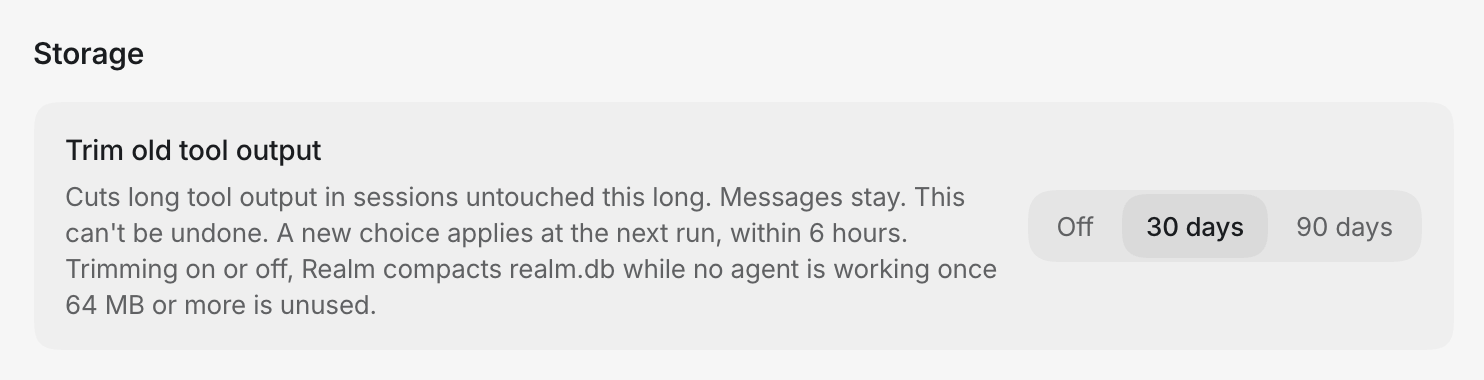 Storage
Trim old tool output
Cuts long tool output in sessions untouched this long. Messages stay. This
can't be undone. A new choice applies at the next run, within 6 hours.
Trimming on or off, Realm compacts realm.db while no agent is working once
64 MB or more is unused.
Off 30 days 90 days